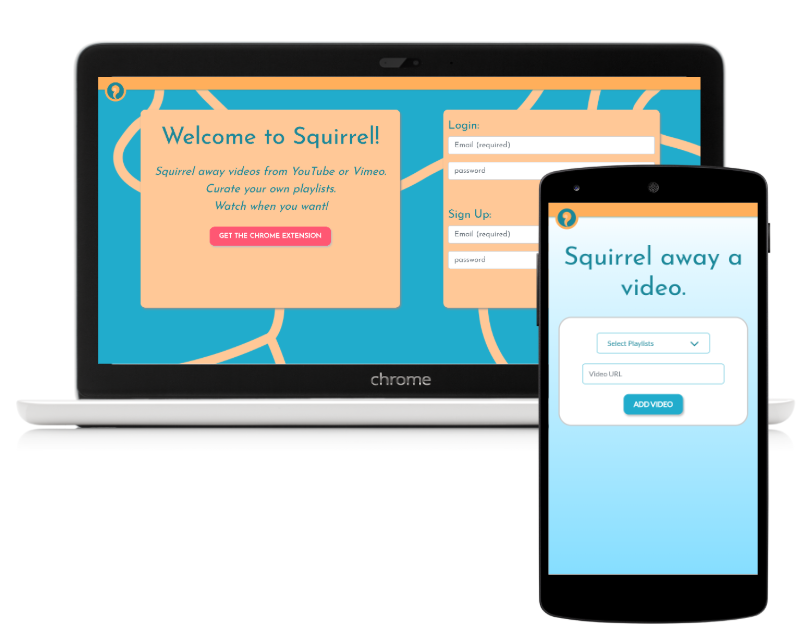 Welcome to Squirrel!
Squirrel away videos from YouTube or Vimeo.
Curate your own playlists.
Watch when you want!
GET THE CHROME EXTENSION
Login:
Email (required)
password
Sign Up:
Email (required)
password
chrome
Squirrel away a
video.
Select Playlists
Video URL
ADD VIDEO